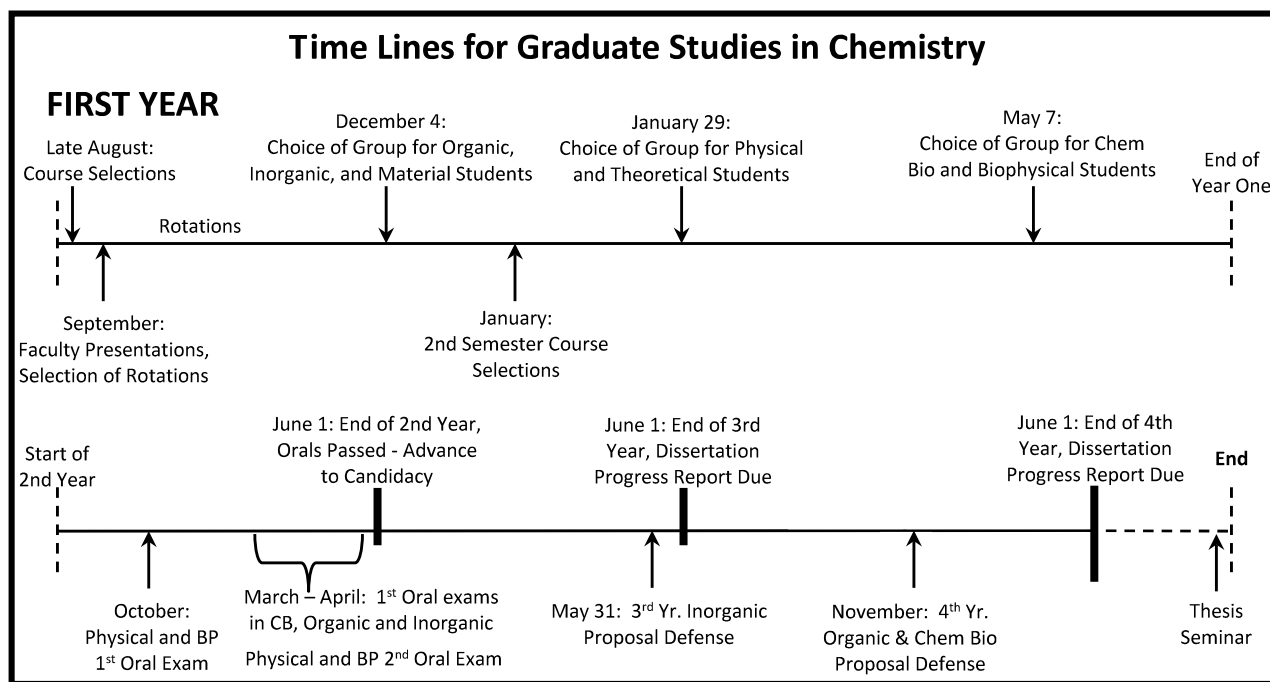 Time Lines for Graduate Studies in Chemistry
FIRST YEAR
Late August:
Course Selections
December 4:
Choice of Group for Organic,
Inorganic, and Material Students
January 29:
Choice of Group for Physical
and Theoretical Students
May 7:
Choice of Group for Chem
Bio and Biophysical Students
End of
Year One
Rotations
September:
Faculty Presentations,
Selection of Rotations
January:
2nd Semester Course
Selections
Start of
2nd Year
June 1: End of 2nd Year,
Orals Passed - Advance
to Candidacy
June 1: End of 3rd
Year, Dissertation
Progress Report Due
June 1: End of 4th
Year, Dissertation
Progress Report Due
End
October:
Physical and BP
1st Oral Exam
March – April: 1st Oral exams
in CB, Organic and Inorganic
Physical and BP 2nd Oral Exam
May 31: 3rd Yr. Inorganic
Proposal Defense
November: 4th Yr.
Organic & Chem Bio
Proposal Defense
Thesis
Seminar